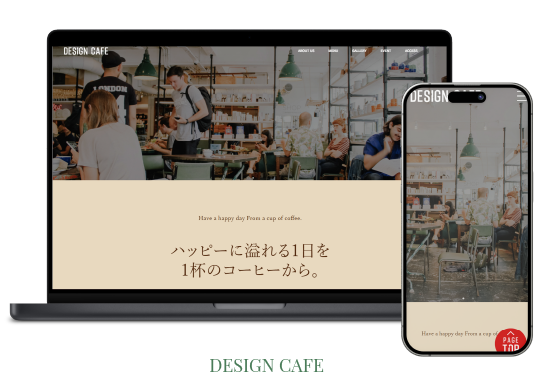 DESIGN CAFE
ABOUT US MENU GALLERY EVENT ACCESS
LONDON
Have a happy day From a cup of coffee.
ハッピーに溢れる1日を
1杯のコーヒーから。
DESIGN
Have a happy day From a cup of
PAGE
TOP
DESIGN CAFE